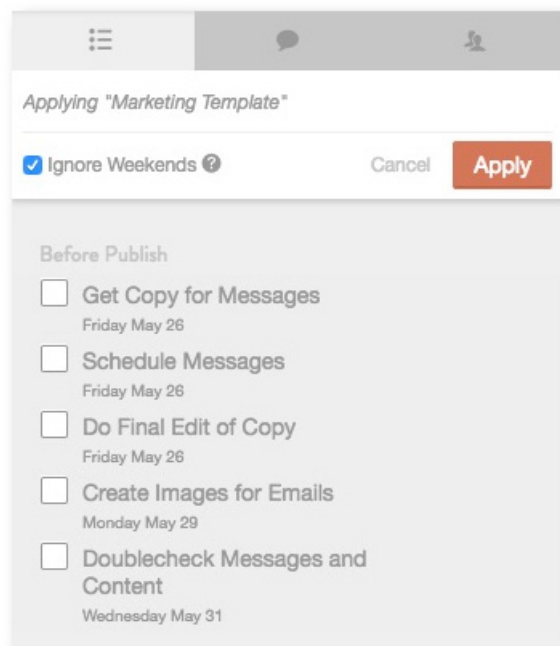 Applying "Marketing Template"
Ignore Weekends ?
Cancel
Apply
Before Publish
Get Copy for Messages
Friday May 26
Schedule Messages
Friday May 26
Do Final Edit of Copy
Friday May 26
Create Images for Emails
Monday May 29
Doublecheck Messages and
Content
Wednesday May 31